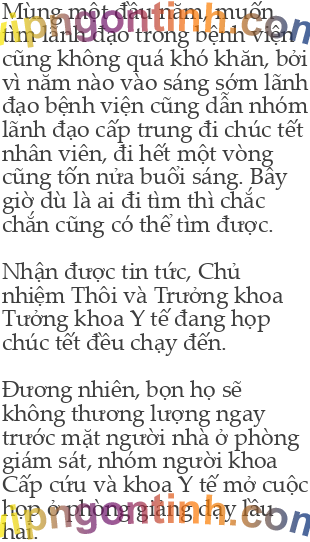 Mùng một đầu năm, muốn
tìm lãnh đạo trong bệnh viện
cũng không quá khó khăn, bởi
vì năm nào vào sáng sớm lãnh
đạo bệnh viện cũng dẫn nhóm
lãnh đạo cấp trung đi chúc tết
nhân viên, đi hết một vòng
cũng tốn nửa buổi sáng. Bây
giờ dù là ai đi tìm thì chắc
chắn cũng có thể tìm được.

Nhận được tin tức, Chủ
nhiệm Thôi và Trưởng khoa
Tưởng khoa Y tế đang họp
chúc tết đều chạy đến.

Đương nhiên, bọn họ sẽ
không thương lượng ngay
trước mặt người nhà ở phòng
giám sát, nhóm người khoa
Cấp cứu và khoa Y tế mở cuộc
họp ở phòng giảng dạy lầu
hai.